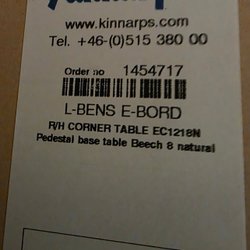 www.kinnarps.com
Tel. +46-(0)515 380 00
Order no 1454717
L-BENS E-BORD
R/H CORNER TABLE EC1218N
Pedestal base table Beech 8 natural